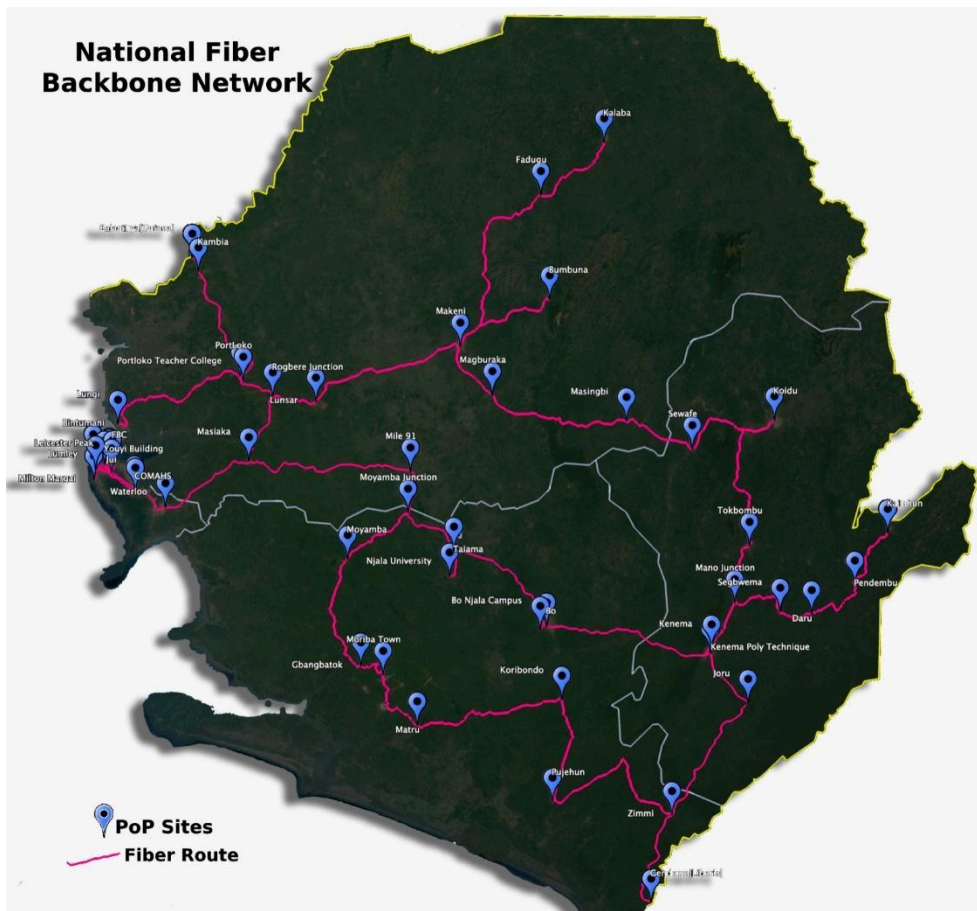 National Fiber
Backbone Network
Kalaba
Fadugu
Kambia
Bumbuna
Makeni
PortLoko
Portloko Teacher College
Rogbere Junction
Magburaka
Lungi
Lunsar
Masingbi
Koidu
Sewafe
Bintumani
FBC
Masiaka
Mile 91
Leicester Peak
Youyi Building
Jumley
Jui
Milton Margai
COMAHS
Waterloo
Moyamba Junction
Tokbombu
Moyamba
Taiama
Njala University
Mano Junction
Pendembu
Segbwema
Bo Njala Campus
Bo
Daru
Kenema
Kenema Poly Technique
Moriba Town
Gbangbatok
Koribondo
Joru
Matru
Pujehun
Zimmi
PoP Sites
Fiber Route